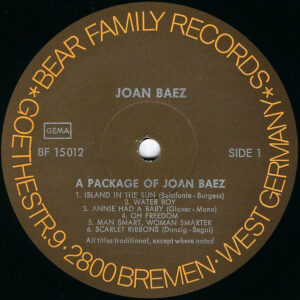 *BEAR FAMILY RECORDS*
GOETHESTR. 9 · 2800 BREMEN · WEST GERMANY
JOAN BAEZ
GEMA
BF 15012
SIDE 1
A PACKAGE OF JOAN BAEZ
1. ISLAND IN THE SUN (Belafonte - Burgess)
2. WATER BOY
3. ANNIE HAD A BABY (Glover - Mann)
4. OH FREEDOM
5. MAN SMART, WOMAN SMARTER
6. SCARLET RIBBONS (Danzig - Segal)
All titles traditional, except where noted